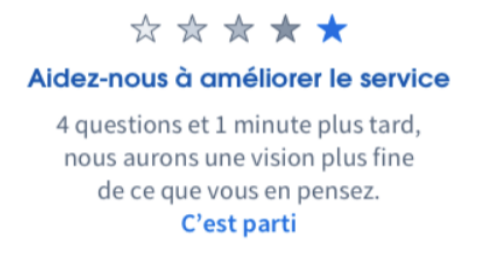 Aidez-nous à améliorer le service
4 questions et 1 minute plus tard,
nous aurons une vision plus fine
de ce que vous en pensez.
C’est parti